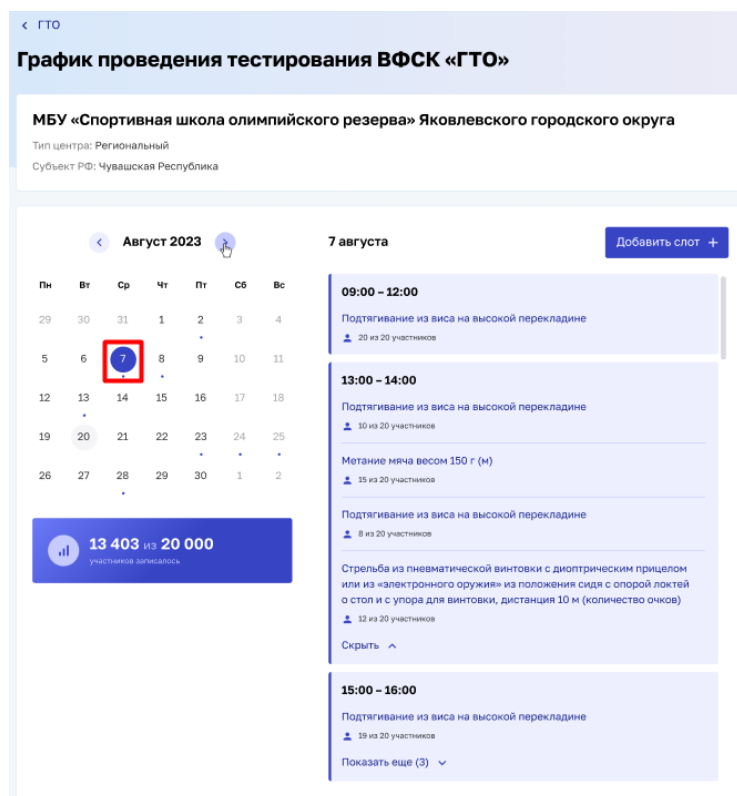 ГТО
График проведения тестирования ВФСК «ГТО»
МБУ «Спортивная школа олимпийского резерва» Яковлевского городского округа
Тип центра: Региональный
Субъект РФ: Чувашская Республика
Август 2023
Пн Вт Ср Чт Пт Сб Вс
29 30 31 1 2 3 4
5 6 7 8 9 10 11
12 13 14 15 16 17 18
19 20 21 22 23 24 25
26 27 28 29 30 1 2
13 403 из 20 000
участников записалось
7 августа
Добавить слот +
09:00 – 12:00
Подтягивание из виса на высокой перекладине
20 из 20 участников
13:00 – 14:00
Подтягивание из виса на высокой перекладине
10 из 20 участников
Метание мяча весом 150 г (м)
15 из 20 участников
Подтягивание из виса на высокой перекладине
8 из 20 участников
Стрельба из пневматической винтовки с диоптрическим прицелом
или из «электронного оружия» из положения сидя с опорой локтей
о стол и с упора для винтовки, дистанция 10 м (количество очков)
12 из 20 участников
Скрыть
15:00 – 16:00
Подтягивание из виса на высокой перекладине
19 из 20 участников
Показать еще (3)